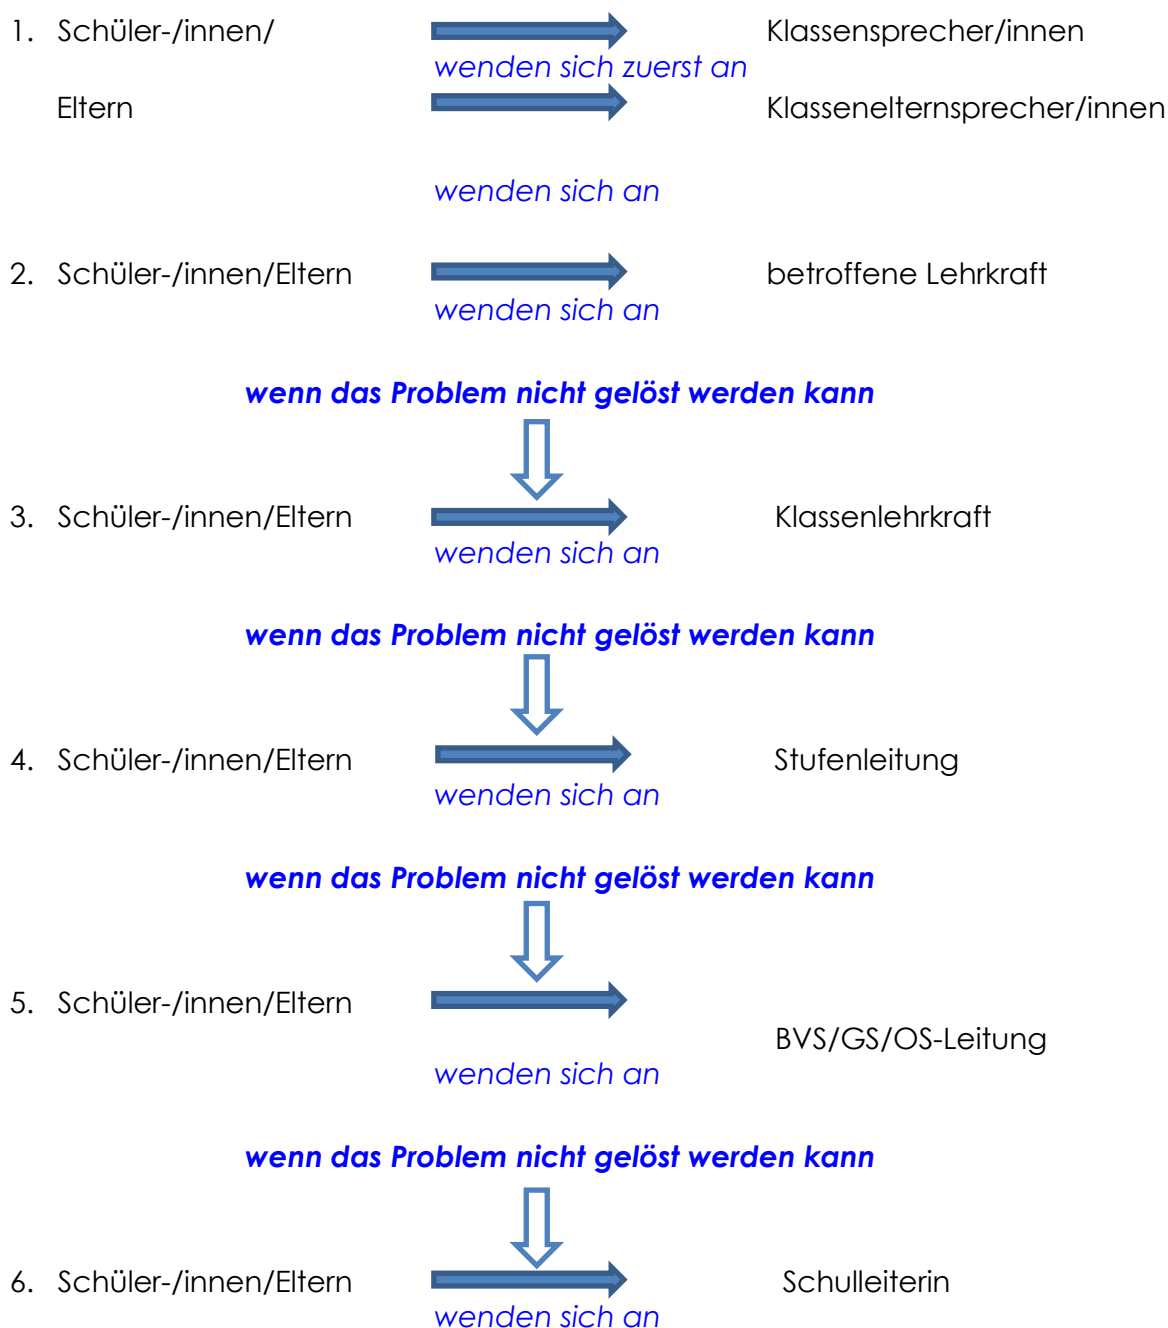 1. Schüler-/innen/ Klassensprecher/innen
wenden sich zuerst an
Eltern Klassenelternsprecher/innen
wenden sich an
2. Schüler-/innen/Eltern betroffene Lehrkraft
wenden sich an
wenn das Problem nicht gelöst werden kann
3. Schüler-/innen/Eltern Klassenlehrkraft
wenden sich an
wenn das Problem nicht gelöst werden kann
4. Schüler-/innen/Eltern Stufenleitung
wenden sich an
wenn das Problem nicht gelöst werden kann
5. Schüler-/innen/Eltern
BVS/GS/OS-Leitung
wenden sich an
wenn das Problem nicht gelöst werden kann
6. Schüler-/innen/Eltern Schulleiterin
wenden sich an